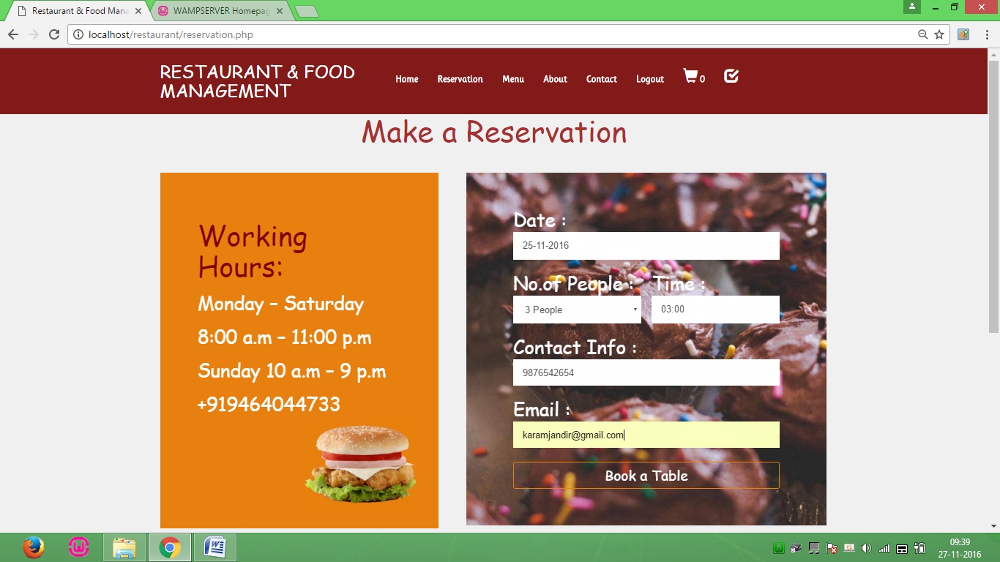 Restaurant & Food Mana
WAMPSERVER Homepag
localhost/restaurant/reservation.php
RESTAURANT & FOOD
MANAGEMENT
Home Reservation Menu About Contact Logout 0
Make a Reservation
Working
Hours:
Monday – Saturday
8:00 a.m – 11:00 p.m
Sunday 10 a.m – 9 p.m
+919464044733
Date :
25-11-2016
No.of People : Time :
3 People 03:00
Contact Info :
9876542654
Email :
karamjandir@gmail.com
Book a Table
09:39
27-11-2016